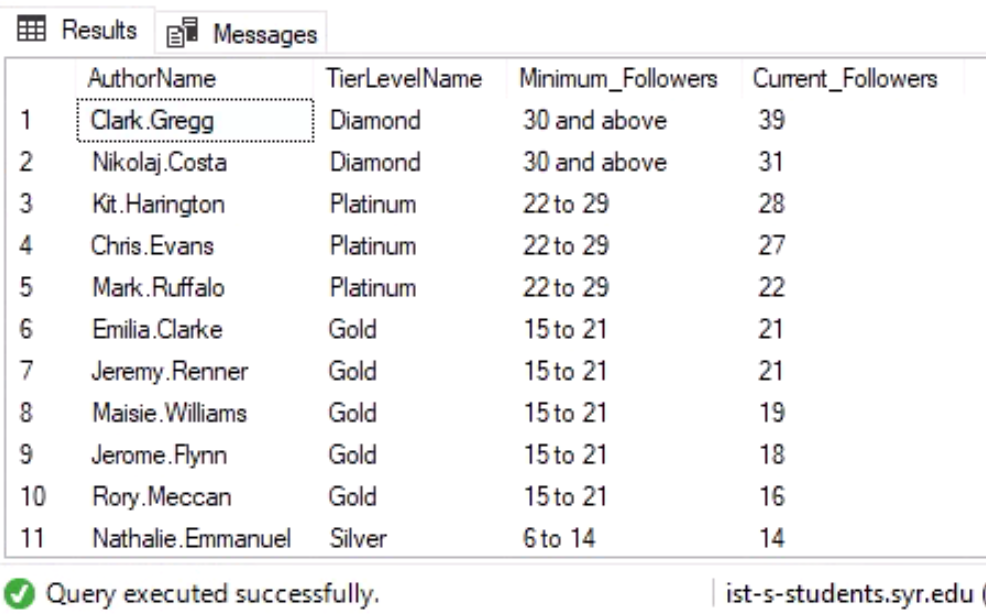 Results Messages
AuthorName TierLevelName Minimum_Followers Current_Followers
1 Clark.Gregg Diamond 30 and above 39
2 Nikolaj.Costa Diamond 30 and above 31
3 Kit.Harington Platinum 22 to 29 28
4 Chris.Evans Platinum 22 to 29 27
5 Mark.Ruffalo Platinum 22 to 29 22
6 Emilia.Clarke Gold 15 to 21 21
7 Jeremy.Renner Gold 15 to 21 21
8 Maisie.Williams Gold 15 to 21 19
9 Jerome.Flynn Gold 15 to 21 18
10 Rory.Meccan Gold 15 to 21 16
11 Nathalie.Emmanuel Silver 6 to 14 14
Query executed successfully. ist-s-students.syr.edu (